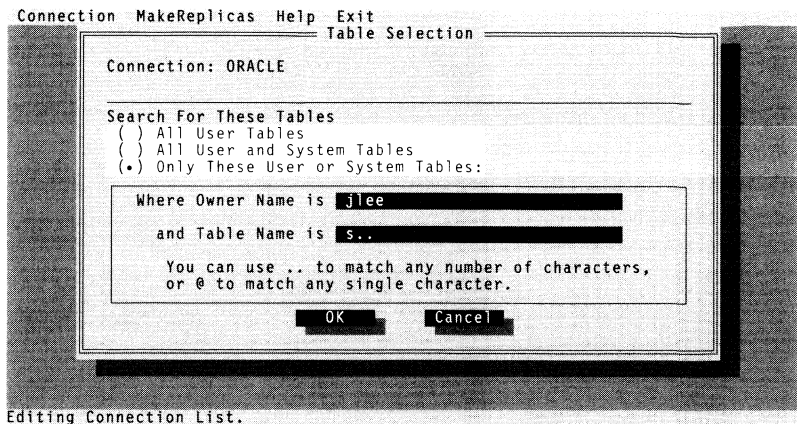 Connection MakeReplicas Help Exit
Table Selection
Connection: ORACLE
Search For These Tables
( ) All User Tables
( ) All User and System Tables
(•) Only These User or System Tables:
Where Owner Name is jlee
and Table Name is s..
You can use .. to match any number of characters,
or @ to match any single character.
OK Cancel
Editing Connection List.